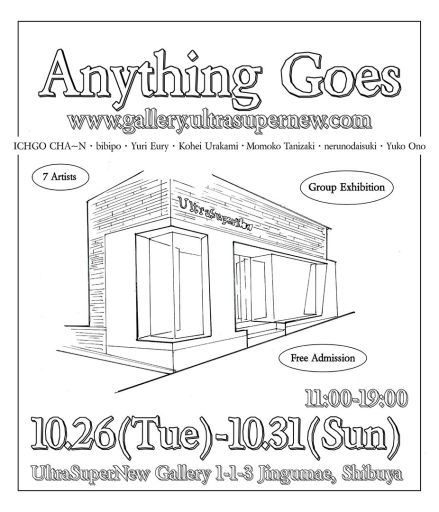 Anything Goes
www.gallery.ultrasupernew.com
ICHGO CHA~N・bibipo・Yuri Eury・Kohei Urakami・Momoko Tanizaki・nerunodaisuki・Yuko Ono
7 Artists
Group Exhibition
Free Admission
11:00-19:00
10.26(Tue)-10.31(Sun)
UltraSuperNew Gallery 1-1-3 Jingumae, Shibuya